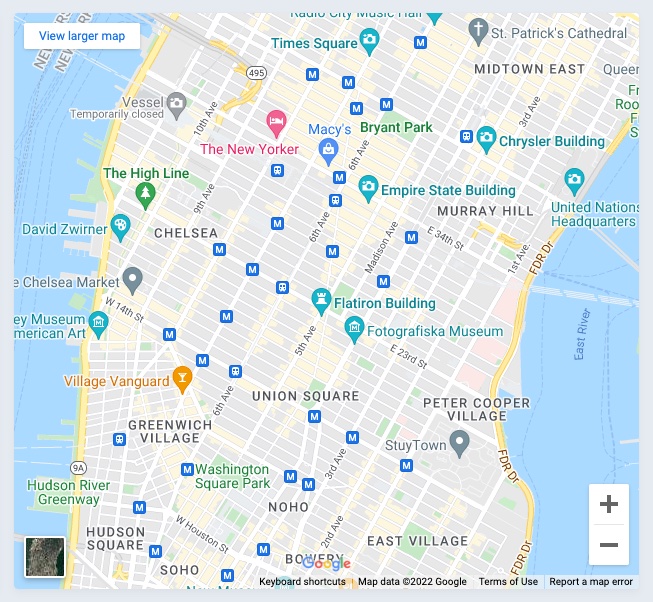 Radio City Music Hall
View larger map
Times Square
St. Patrick's Cathedral
NEW
NEW
MIDTOWN EAST
Queen
495
Vessel
Temporarily closed
10th Ave
3rd Ave
Macy's
Bryant Park
The New Yorker
6th Ave
Chrysler Building
The High Line
9th Ave
Empire State Building
United Nations
Headquarters
MURRAY HILL
David Zwirner
CHELSEA
6th Ave
Madison Ave
E 34th St
1st Ave
FDR Dr
e Chelsea Market
W 14th St
Flatiron Building
ey Museum
merican Art
Fotografiska Museum
East River
5th Ave
E 23rd St
Village Vanguard
6th Ave
UNION SQUARE
PETER COOPER
VILLAGE
GREENWICH
VILLAGE
StuyTown
9A
Washington
Square Park
3rd Ave
FDR Dr
Hudson River
Greenway
NOHO
W Houston St
2nd Ave
HUDSON
SQUARE
EAST VILLAGE
BOWERY
Google
SOHO
Keyboard shortcuts
Map data ©2022 Google
Terms of Use
Report a map error